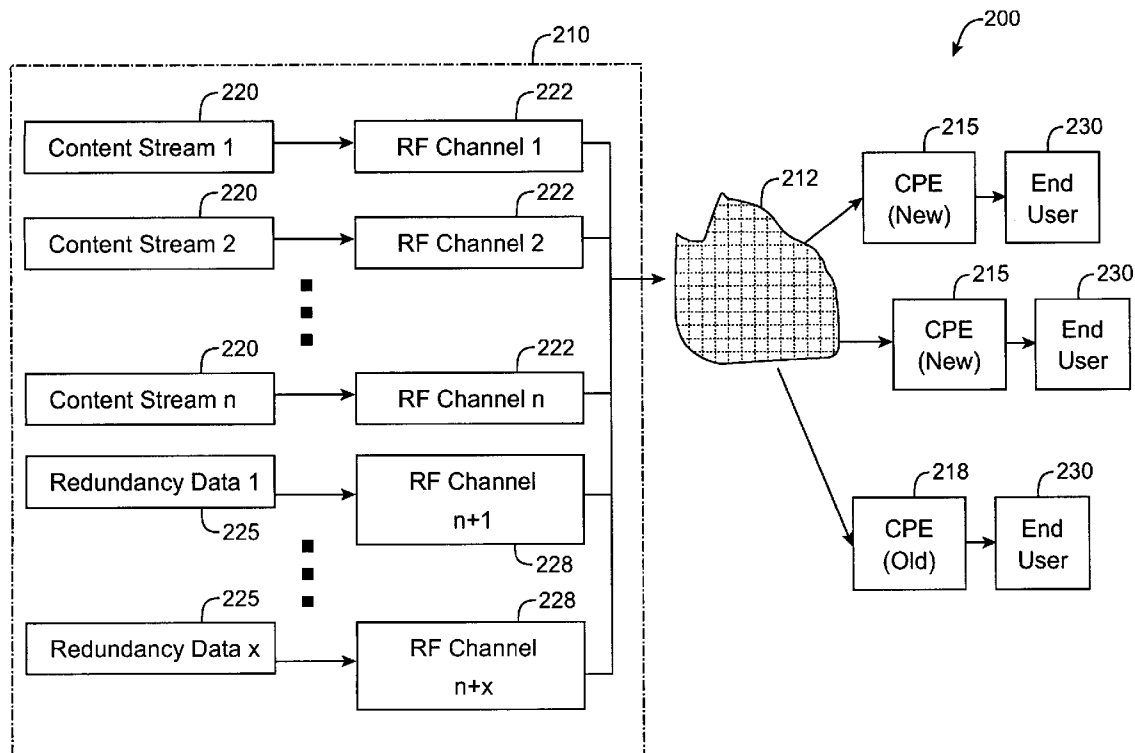 200
210
220
222
Content Stream 1
RF Channel 1
220
222
Content Stream 2
RF Channel 2
220
222
Content Stream n
RF Channel n
Redundancy Data 1
225
RF Channel
n+1
228
225
228
Redundancy Data x
RF Channel
n+x
212
215
230
CPE
(New)
End
User
215
230
CPE
(New)
End
User
218
230
CPE
(Old)
End
User